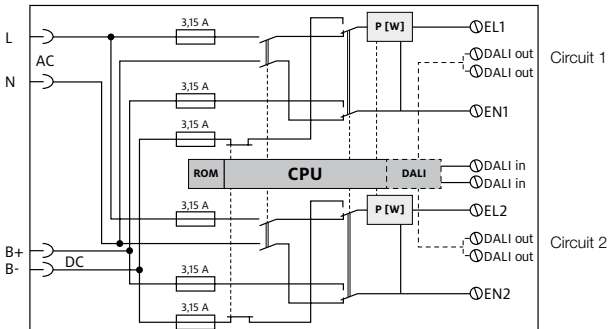 3,15 A
P [W]
EL1
L
AC
DALI out
DALI out
Circuit 1
N
3,15 A
EN1
3,15 A
ROM
CPU
DALI
DALI in
DALI in
3,15 A
P [W]
EL2
DALI out
DALI out
Circuit 2
B+
B-
DC
3,15 A
EN2
3,15 A